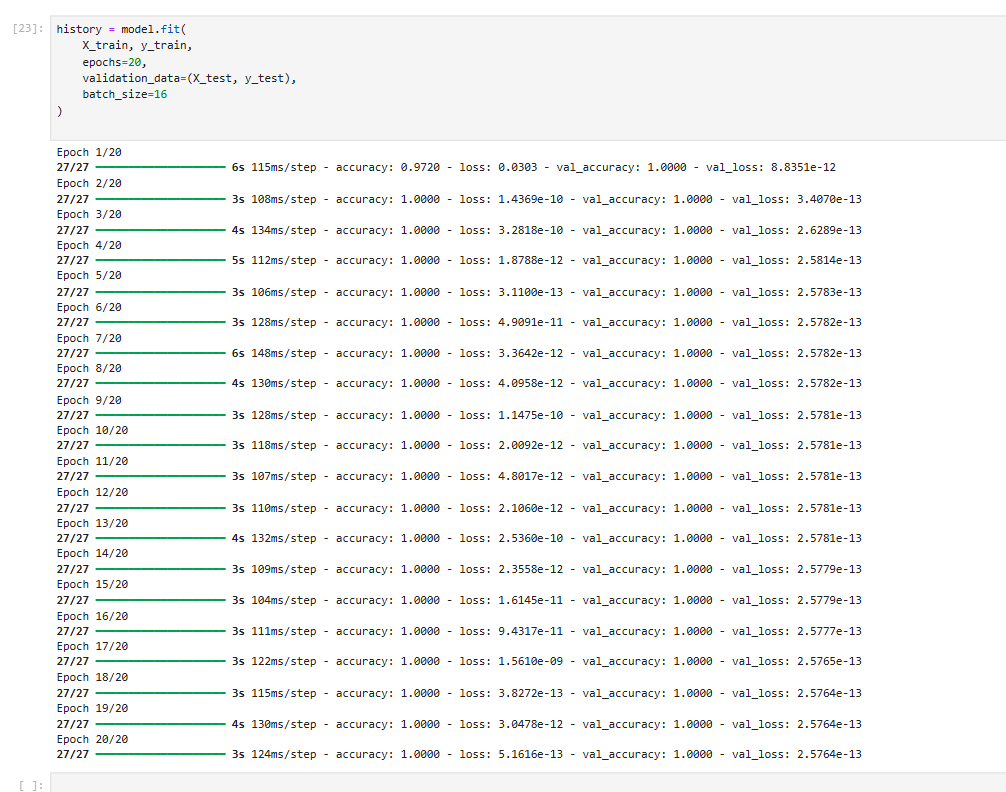 [23]: history = model.fit(
X_train, y_train,
epochs=20,
validation_data=(X_test, y_test),
batch_size=16
)
Epoch 1/20
27/27 6s 115ms/step - accuracy: 0.9720 - loss: 0.0303 - val_accuracy: 1.0000 - val_loss: 8.8351e-12
Epoch 2/20
27/27 3s 108ms/step - accuracy: 1.0000 - loss: 1.4369e-10 - val_accuracy: 1.0000 - val_loss: 3.4070e-13
Epoch 3/20
27/27 4s 134ms/step - accuracy: 1.0000 - loss: 3.2818e-10 - val_accuracy: 1.0000 - val_loss: 2.6289e-13
Epoch 4/20
27/27 5s 112ms/step - accuracy: 1.0000 - loss: 1.8788e-12 - val_accuracy: 1.0000 - val_loss: 2.5814e-13
Epoch 5/20
27/27 3s 106ms/step - accuracy: 1.0000 - loss: 3.1100e-13 - val_accuracy: 1.0000 - val_loss: 2.5783e-13
Epoch 6/20
27/27 3s 128ms/step - accuracy: 1.0000 - loss: 4.9091e-11 - val_accuracy: 1.0000 - val_loss: 2.5782e-13
Epoch 7/20
27/27 6s 148ms/step - accuracy: 1.0000 - loss: 3.3642e-12 - val_accuracy: 1.0000 - val_loss: 2.5782e-13
Epoch 8/20
27/27 4s 130ms/step - accuracy: 1.0000 - loss: 4.0958e-12 - val_accuracy: 1.0000 - val_loss: 2.5782e-13
Epoch 9/20
27/27 3s 128ms/step - accuracy: 1.0000 - loss: 1.1475e-10 - val_accuracy: 1.0000 - val_loss: 2.5781e-13
Epoch 10/20
27/27 3s 118ms/step - accuracy: 1.0000 - loss: 2.0092e-12 - val_accuracy: 1.0000 - val_loss: 2.5781e-13
Epoch 11/20
27/27 3s 107ms/step - accuracy: 1.0000 - loss: 4.8017e-12 - val_accuracy: 1.0000 - val_loss: 2.5781e-13
Epoch 12/20
27/27 3s 110ms/step - accuracy: 1.0000 - loss: 2.1060e-12 - val_accuracy: 1.0000 - val_loss: 2.5781e-13
Epoch 13/20
27/27 4s 132ms/step - accuracy: 1.0000 - loss: 2.5360e-10 - val_accuracy: 1.0000 - val_loss: 2.5781e-13
Epoch 14/20
27/27 3s 109ms/step - accuracy: 1.0000 - loss: 2.3558e-12 - val_accuracy: 1.0000 - val_loss: 2.5779e-13
Epoch 15/20
27/27 3s 104ms/step - accuracy: 1.0000 - loss: 1.6145e-11 - val_accuracy: 1.0000 - val_loss: 2.5779e-13
Epoch 16/20
27/27 3s 111ms/step - accuracy: 1.0000 - loss: 9.4317e-11 - val_accuracy: 1.0000 - val_loss: 2.5777e-13
Epoch 17/20
27/27 3s 122ms/step - accuracy: 1.0000 - loss: 1.5610e-09 - val_accuracy: 1.0000 - val_loss: 2.5765e-13
Epoch 18/20
27/27 3s 115ms/step - accuracy: 1.0000 - loss: 3.8272e-13 - val_accuracy: 1.0000 - val_loss: 2.5764e-13
Epoch 19/20
27/27 4s 130ms/step - accuracy: 1.0000 - loss: 3.0478e-12 - val_accuracy: 1.0000 - val_loss: 2.5764e-13
Epoch 20/20
27/27 3s 124ms/step - accuracy: 1.0000 - loss: 5.1616e-13 - val_accuracy: 1.0000 - val_loss: 2.5764e-13
[ ]: